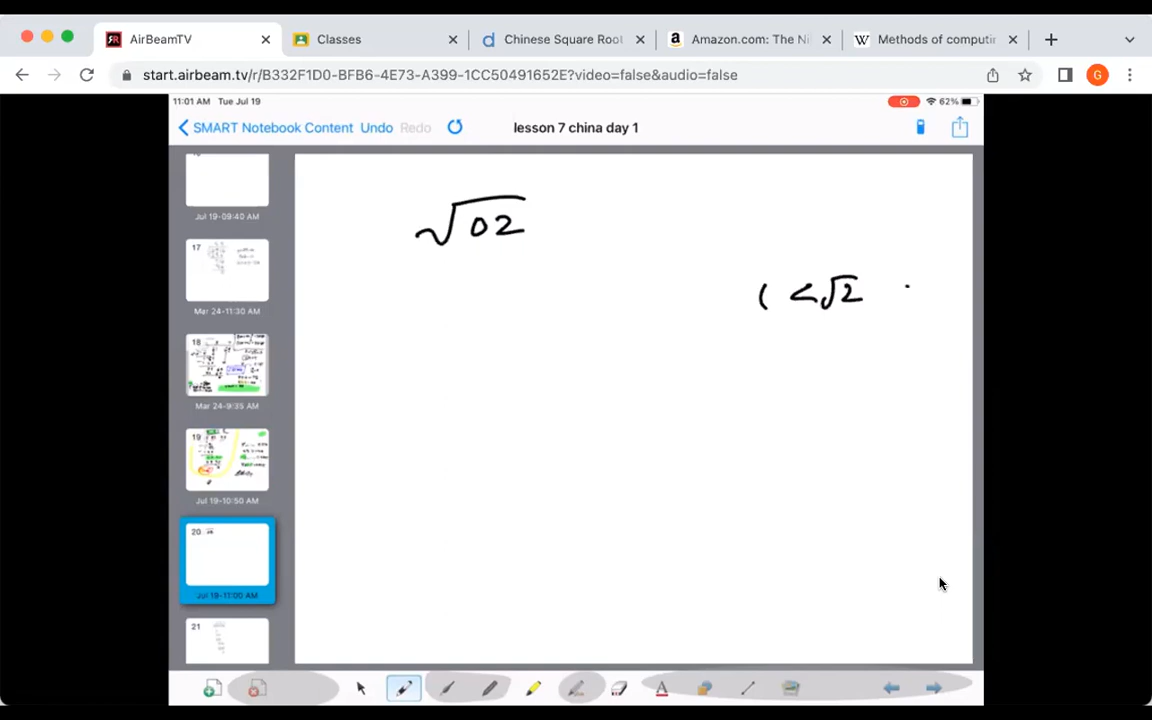 AirBeamTV
Classes
Chinese Square Root
Amazon.com: The Ni
Methods of computi
start.airbeam.tv/r/B332F1D0-BFB6-4E73-A399-1CC50491652E?video=false&audio=false
G
11:01 AM Tue Jul 19
62%
SMART Notebook Content
Undo
Redo
lesson 7 china day 1
Jul 19-09:40 AM
17
Mar 24-11:30 AM
18
Mar 24-9:35 AM
19
Jul 19-10:50 AM
20
Jul 19-11:00 AM
21
√02
( < √2